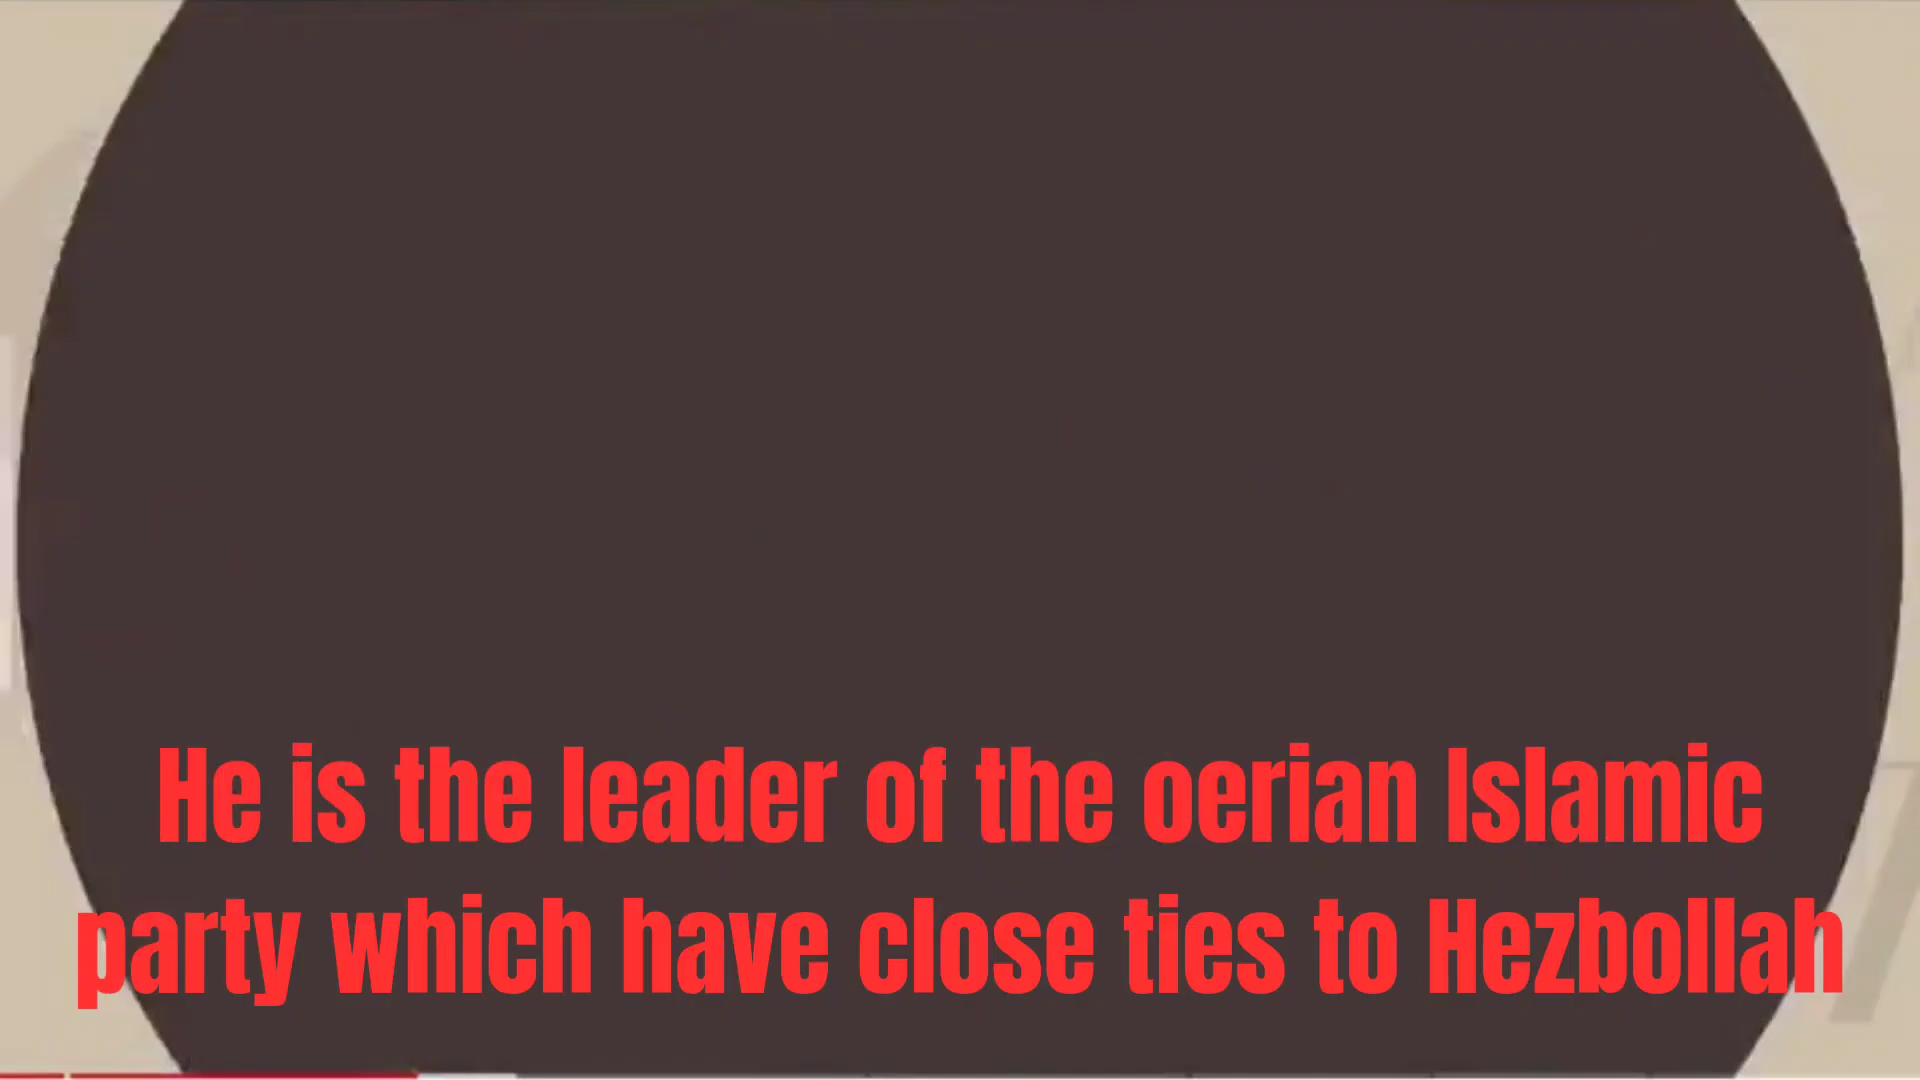 He is the leader of the oerian Islamic
party which have close ties to Hezbollah